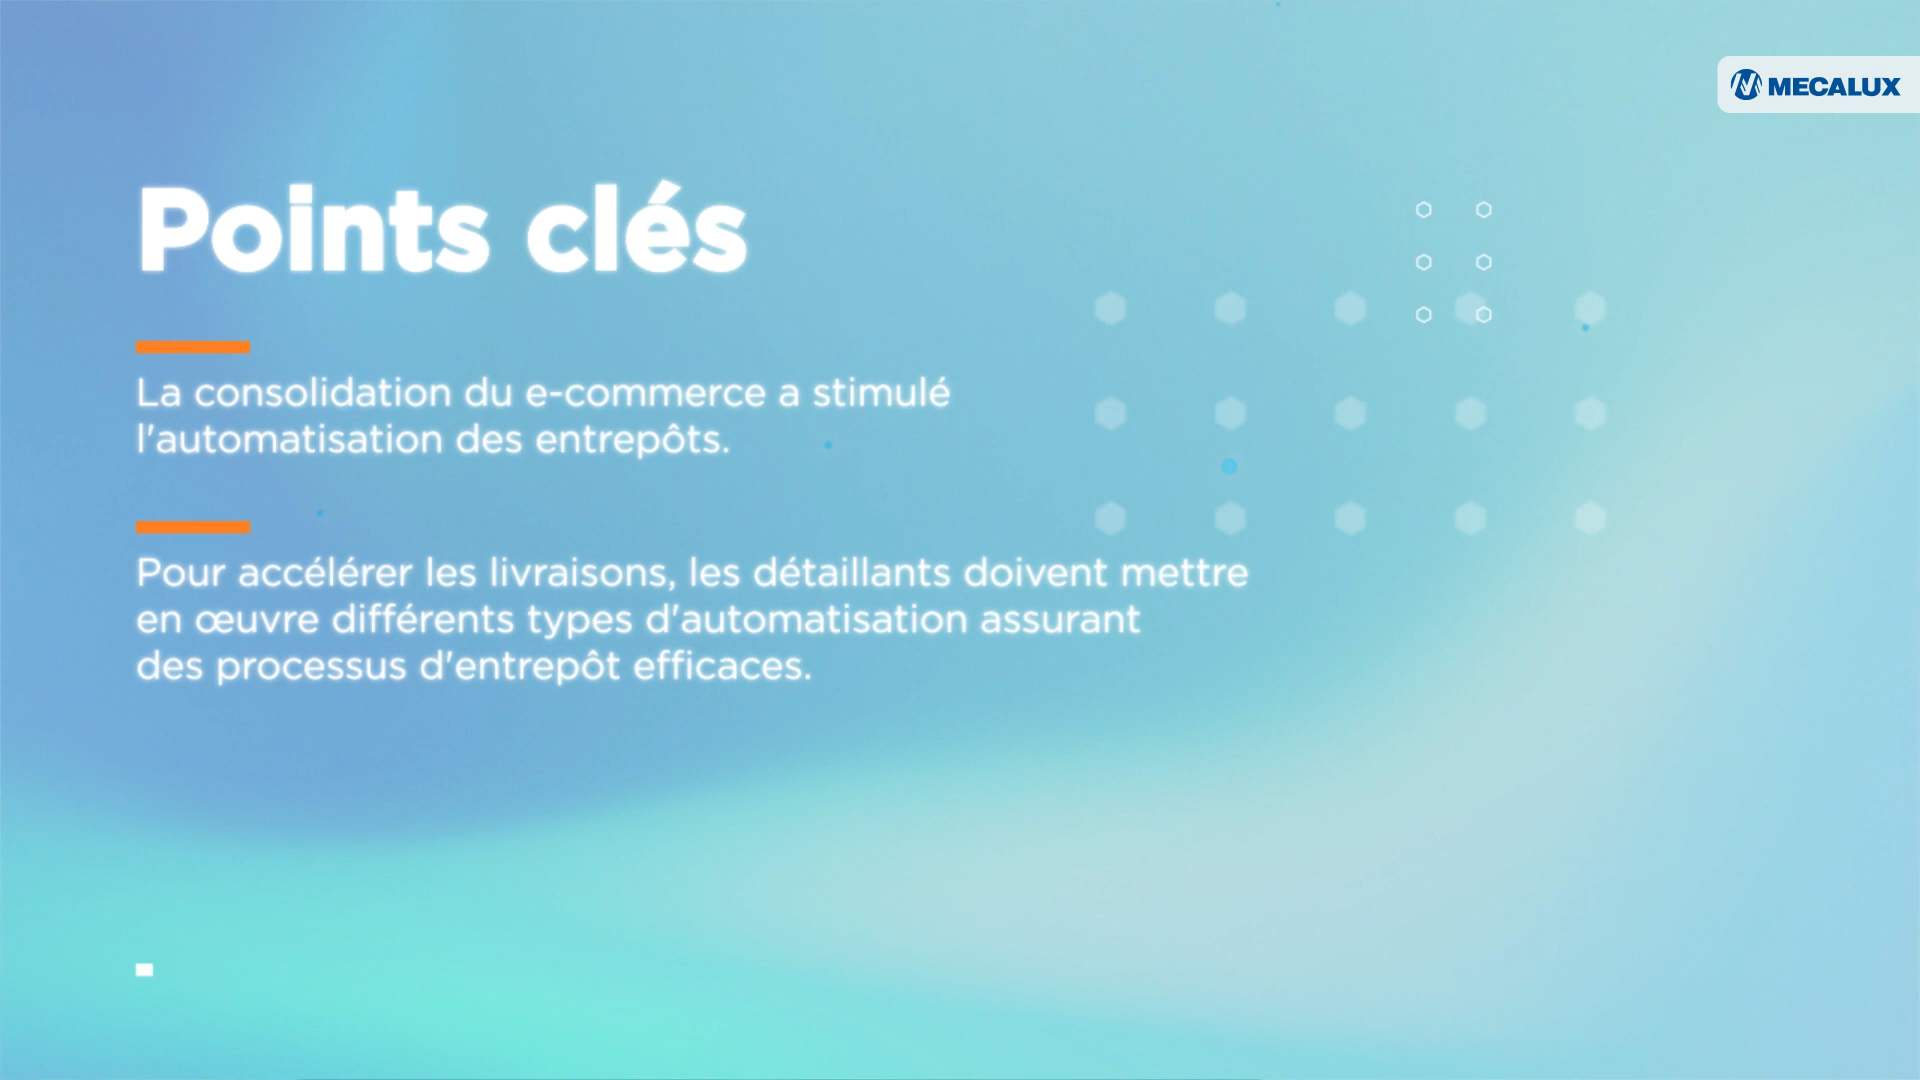 MECALUX
Points clés
La consolidation du e-commerce a stimulé
l'automatisation des entrepôts.
Pour accélérer les livraisons, les détaillants doivent mettre
en œuvre différents types d'automatisation assurant
des processus d'entrepôt efficaces.